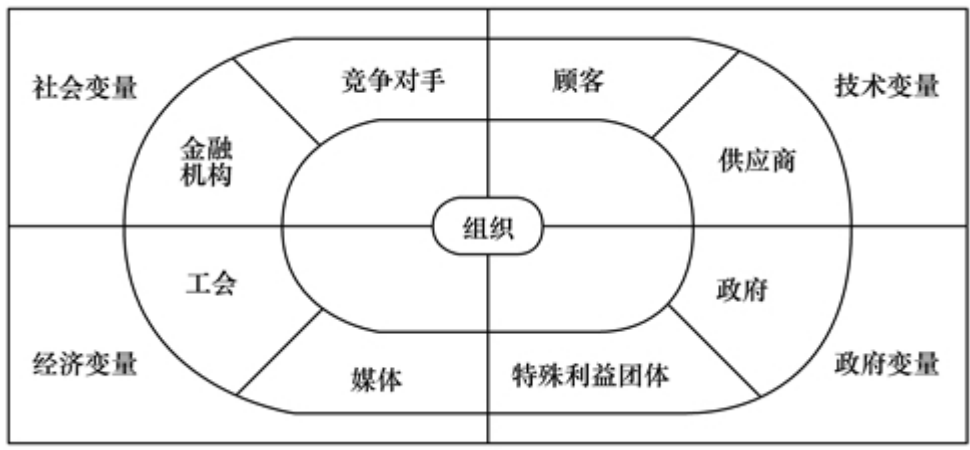 社会变量
竞争对手
顾客
技术变量
金融
机构
供应商
组织
工会
政府
经济变量
媒体
特殊利益团体
政府变量